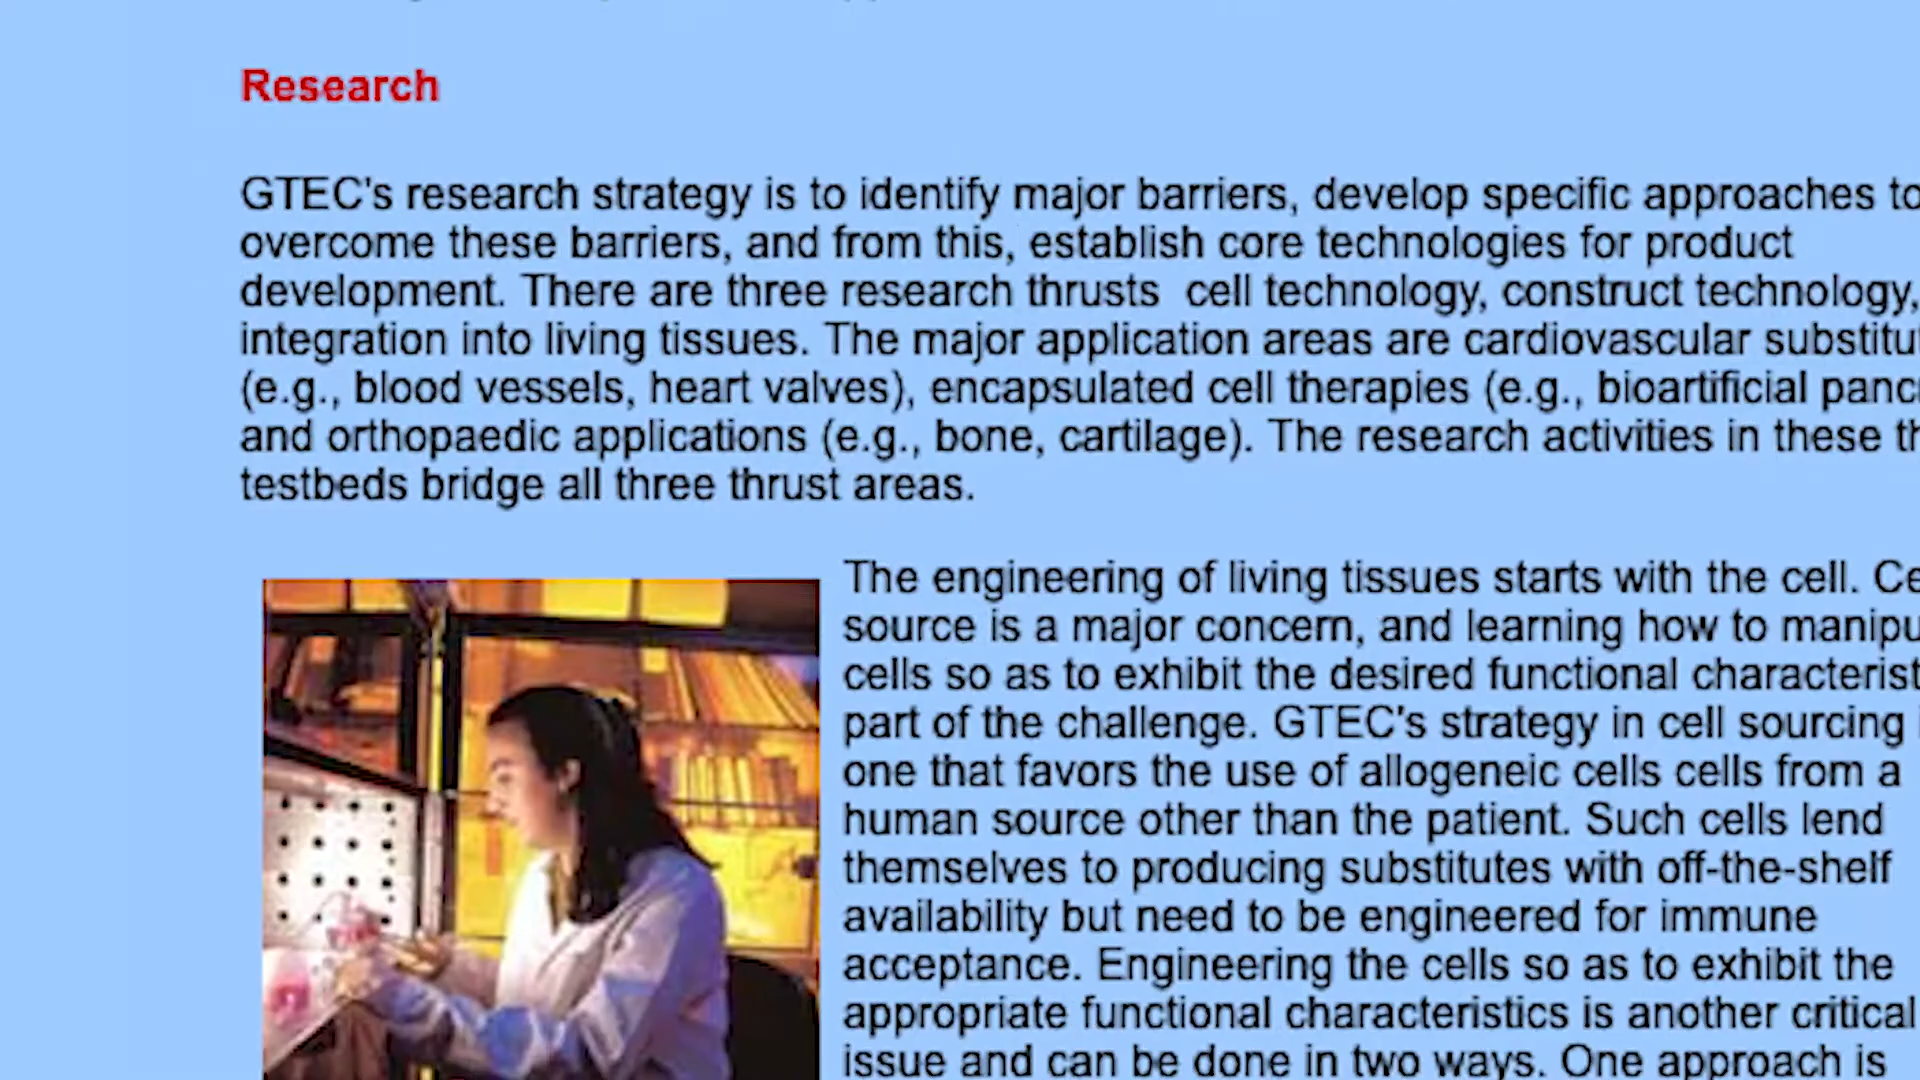 Research
GTEC's research strategy is to identify major barriers, develop specific approaches to
overcome these barriers, and from this, establish core technologies for product
development. There are three research thrusts cell technology, construct technology,
integration into living tissues. The major application areas are cardiovascular
(e.g., blood vessels, heart valves), encapsulated cell therapies (e.g., bioartificial
and orthopaedic applications (e.g., bone, cartilage). The research activities in these
testbeds bridge all three thrust areas.
The engineering of living tissues starts with the cell.
source is a major concern, and learning how to
cells so as to exhibit the desired functional
part of the challenge. GTEC's strategy in cell sourcing
one that favors the use of allogeneic cells cells from a
human source other than the patient. Such cells lend
themselves to producing substitutes with off-the-shelf
availability but need to be engineered for immune
acceptance. Engineering the cells so as to exhibit the
appropriate functional characteristics is another critical
issue and can be done in two ways. One approach is